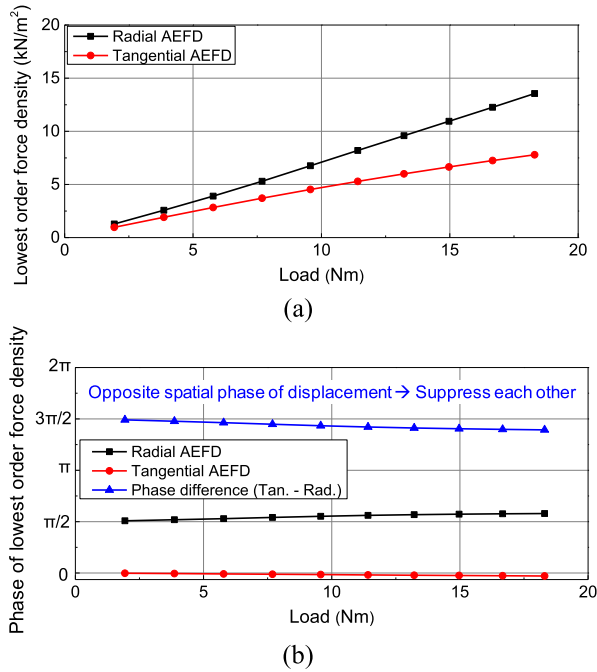 (a)
Lowest order force density (kN/m²)
20
15
10
5
0
Radial AEFD
Tangential AEFD
0 5 10 15 20
Load (Nm)
(a)
Phase of lowest order force density
2π
3π/2
π
π/2
0
Opposite spatial phase of displacement → Suppress each other
Radial AEFD
Tangential AEFD
Phase difference (Tan. - Rad.)
0 5 10 15 20
Load (Nm)
(b)